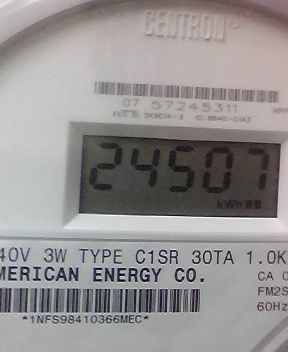 CENTRON®
07 57245311
24507
kWh
40V 3W TYPE C1SR 30TA 1.0K
MERICAN ENERGY CO.
CA 0
FM2S
60Hz
*1NFS98410366MEC*